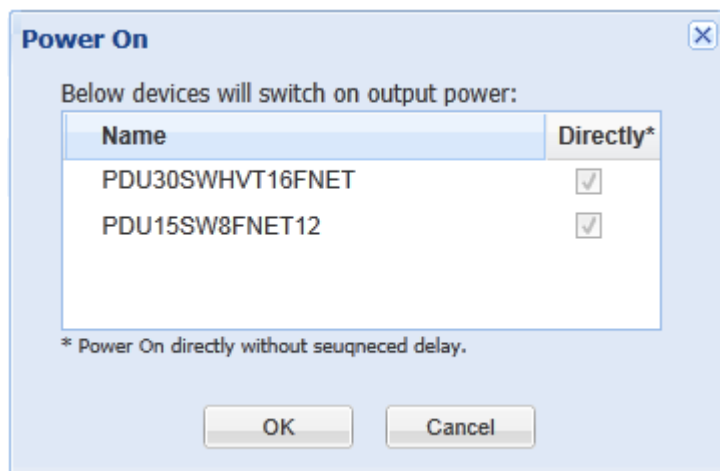 Power On
Below devices will switch on output power:
Name Directly*
PDU30SWHVT16FNET
PDU15SW8FNET12
* Power On directly without seuqneced delay.
OK Cancel